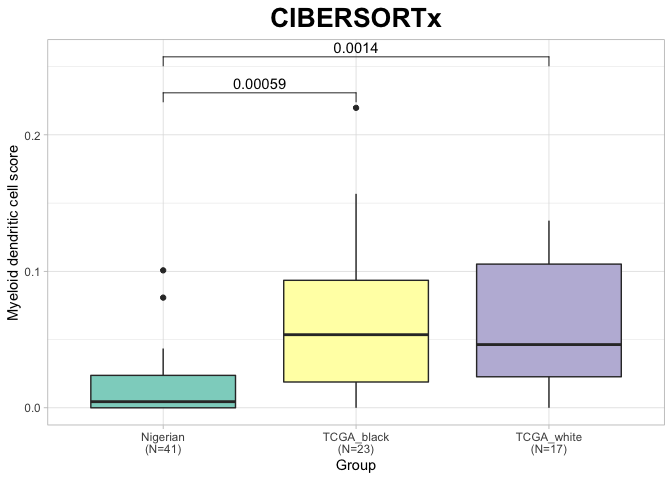 CIBERSORTx
0.0014
0.00059
0.2
0.1
0.0
Myeloid dendritic cell score
Nigerian
(N=41)
TCGA_black
(N=23)
TCGA_white
(N=17)
Group